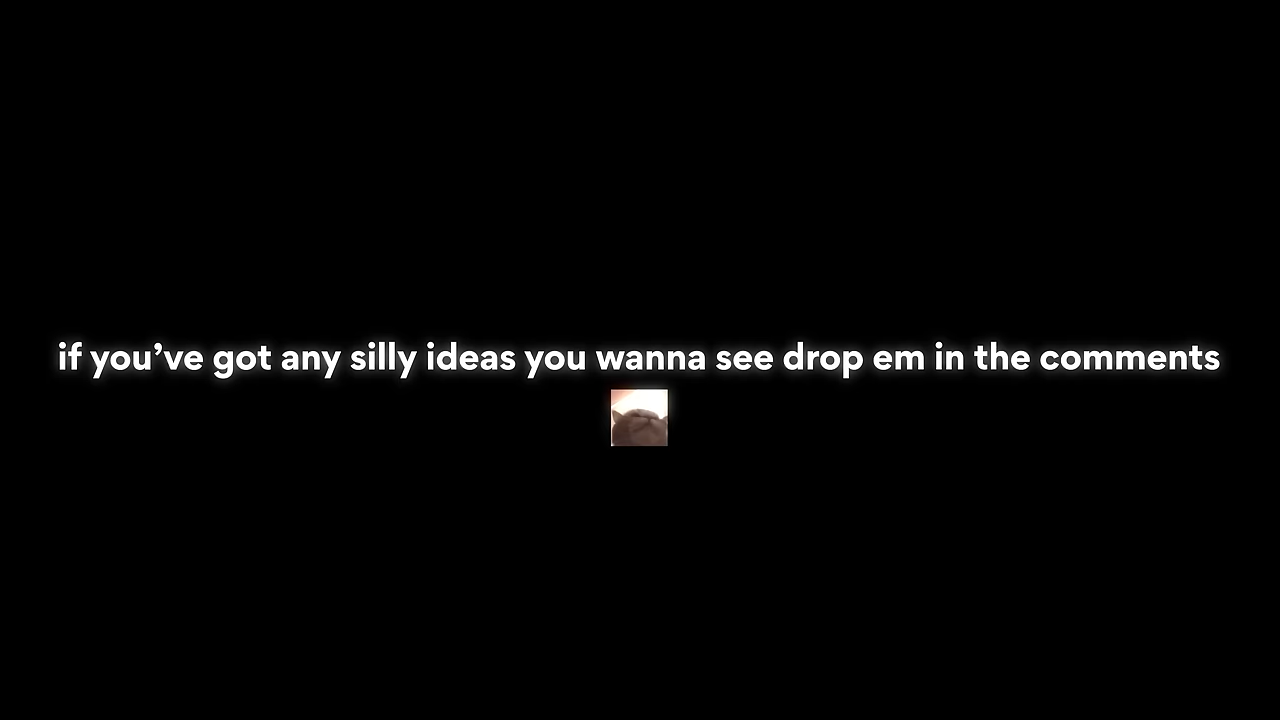 if you’ve got any silly ideas you wanna see drop em in the comments